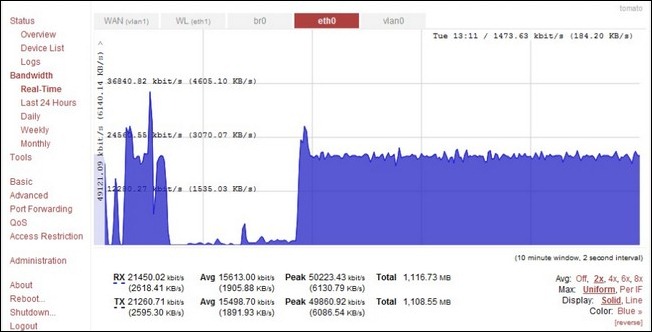 tomato
Status
Overview
Device List
Logs
Bandwidth
Real-Time
Last 24 Hours
Daily
Weekly
Monthly
Tools
Basic
Advanced
Port Forwarding
QoS
Access Restriction
Administration
About
Reboot...
Shutdown...
Logout
WAN (vlan1) WL (eth1) br0 eth0 vlan0
Tue 13:11 / 1473.63 kbit/s (184.20 KB/s)
49121.09 kbit/s (6140.14 KB/s) >
36840.82 kbit/s (4605.10 KB/s)
24560.55 kbit/s (3070.07 KB/s)
12280.27 kbit/s (1535.03 KB/s)
(10 minute window, 2 second interval)
RX 21450.02 kbit/s Avg 15613.00 kbit/s Peak 50223.43 kbit/s Total 1,116.73 MB
(2618.41 KB/s) (1905.88 KB/s) (6130.79 KB/s)
TX 21260.71 kbit/s Avg 15498.70 kbit/s Peak 49860.92 kbit/s Total 1,108.55 MB
(2595.30 KB/s) (1891.93 KB/s) (6086.54 KB/s)
Avg: Off, 2x, 4x, 6x, 8x
Max: Uniform, Per IF
Display: Solid, Line
Color: Blue »
[reverse]